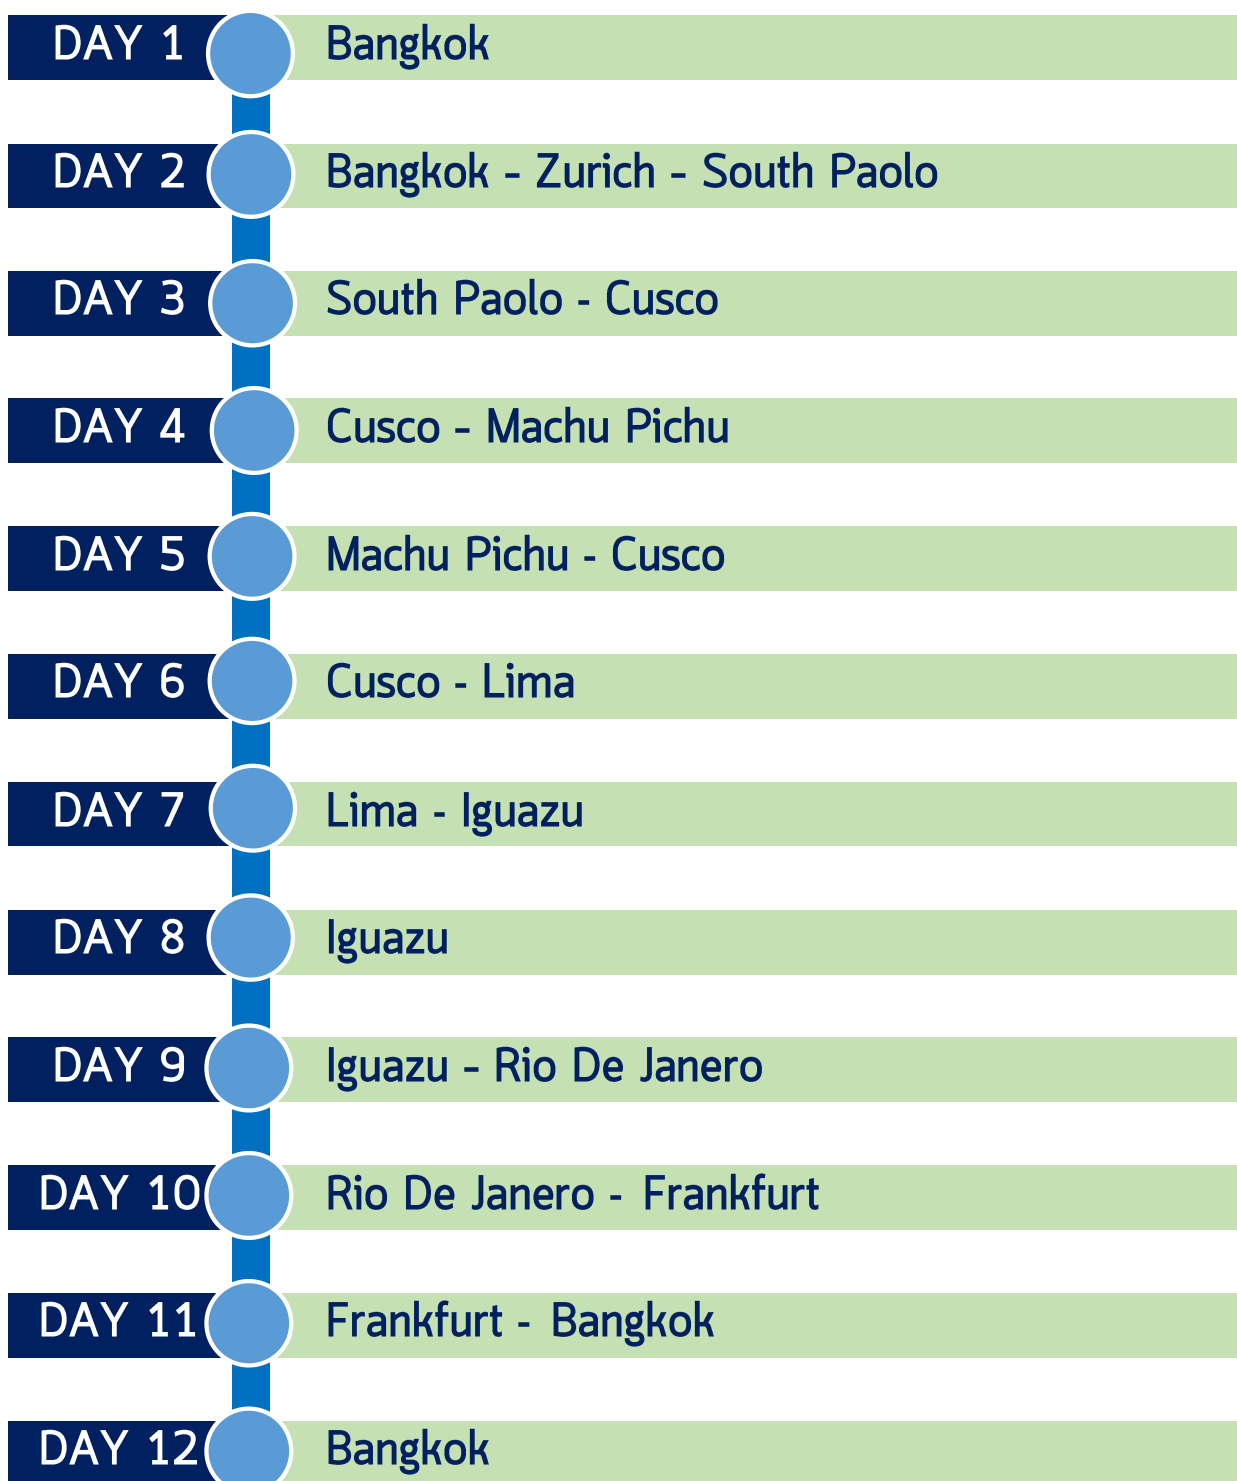 DAY 1 Bangkok
DAY 2 Bangkok - Zurich - South Paolo
DAY 3 South Paolo - Cusco
DAY 4 Cusco - Machu Pichu
DAY 5 Machu Pichu - Cusco
DAY 6 Cusco - Lima
DAY 7 Lima - Iguazu
DAY 8 Iguazu
DAY 9 Iguazu - Rio De Janero
DAY 10 Rio De Janero - Frankfurt
DAY 11 Frankfurt - Bangkok
DAY 12 Bangkok